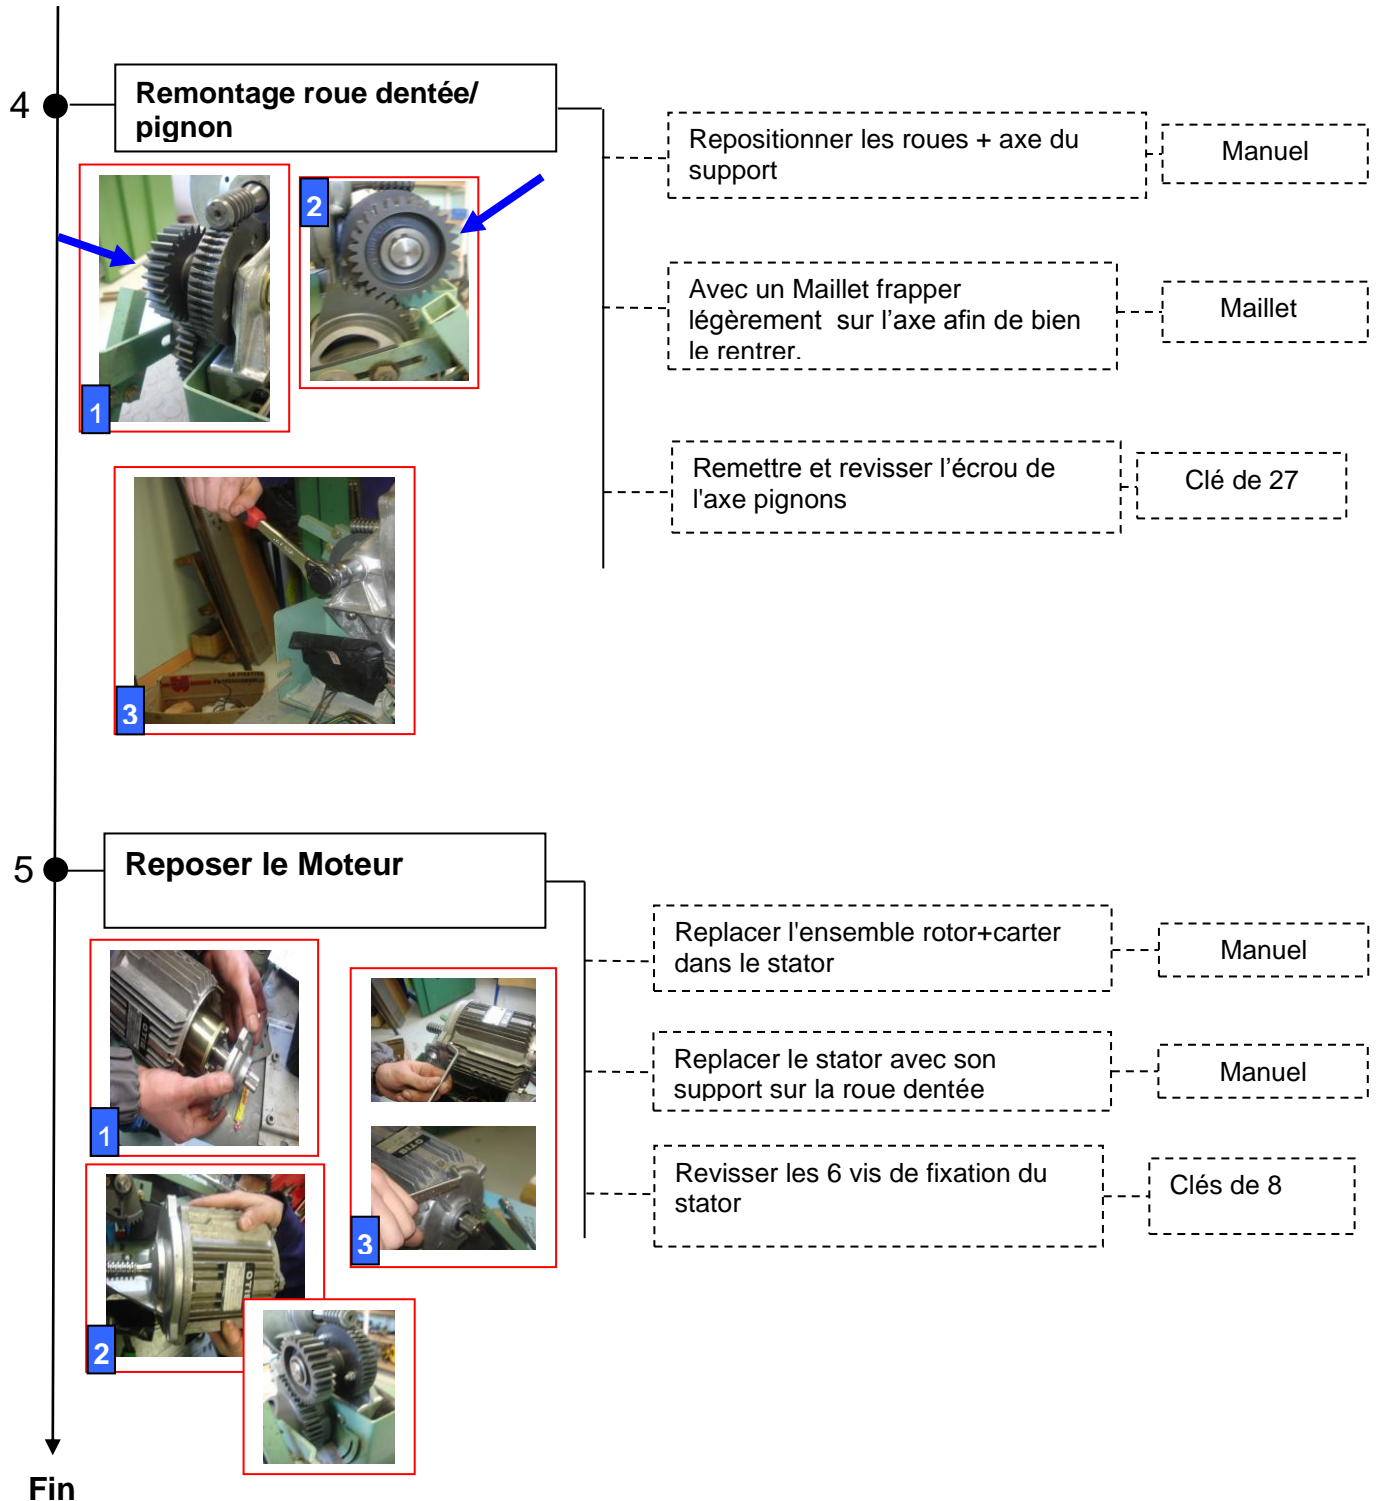 4
Remontage roue dentée/
pignon
Repositionner les roues + axe du
support
Manuel
1
2
Avec un Maillet frapper
légèrement sur l’axe afin de bien
le rentrer.
Maillet
Remettre et revisser l’écrou de
l'axe pignons
Clé de 27
3
5
Reposer le Moteur
Replacer l'ensemble rotor+carter
dans le stator
Manuel
Replacer le stator avec son
support sur la roue dentée
Manuel
Revisser les 6 vis de fixation du
stator
Clés de 8
1
2
3
OTIS
Fin